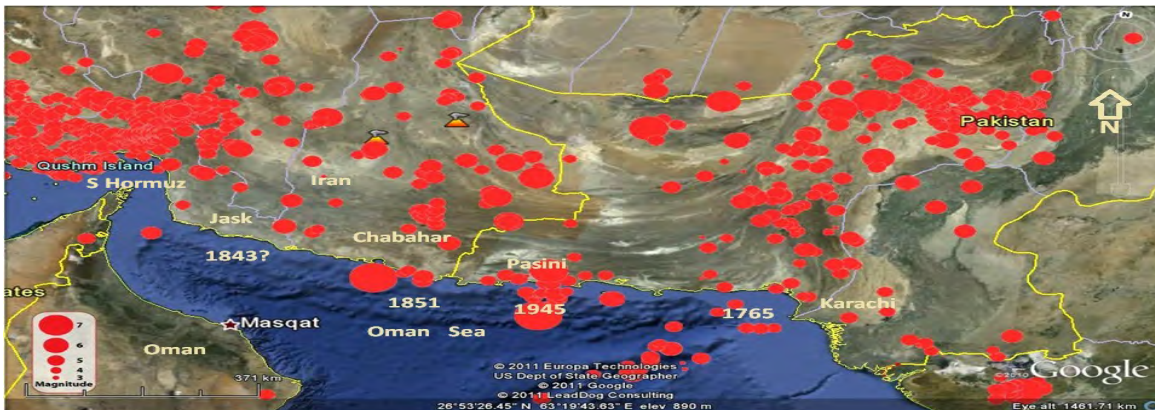 N
Pakistan
N
Qushm Island
S Hormuz
Iran
Jask
Chabahar
1843?
Pasini
1851
1945
1765
Karachi
ates
Masqat
Oman Sea
Oman
7
6
5
4
3
Magnitude
371 km
© 2011 Europa Technologies
US Dept of State Geographer
© 2011 Google
© 2011 LeadDog Consulting
26°53'26.45" N 63°19'43.63" E elev 890 m
Google
Eye alt 1461.71 km